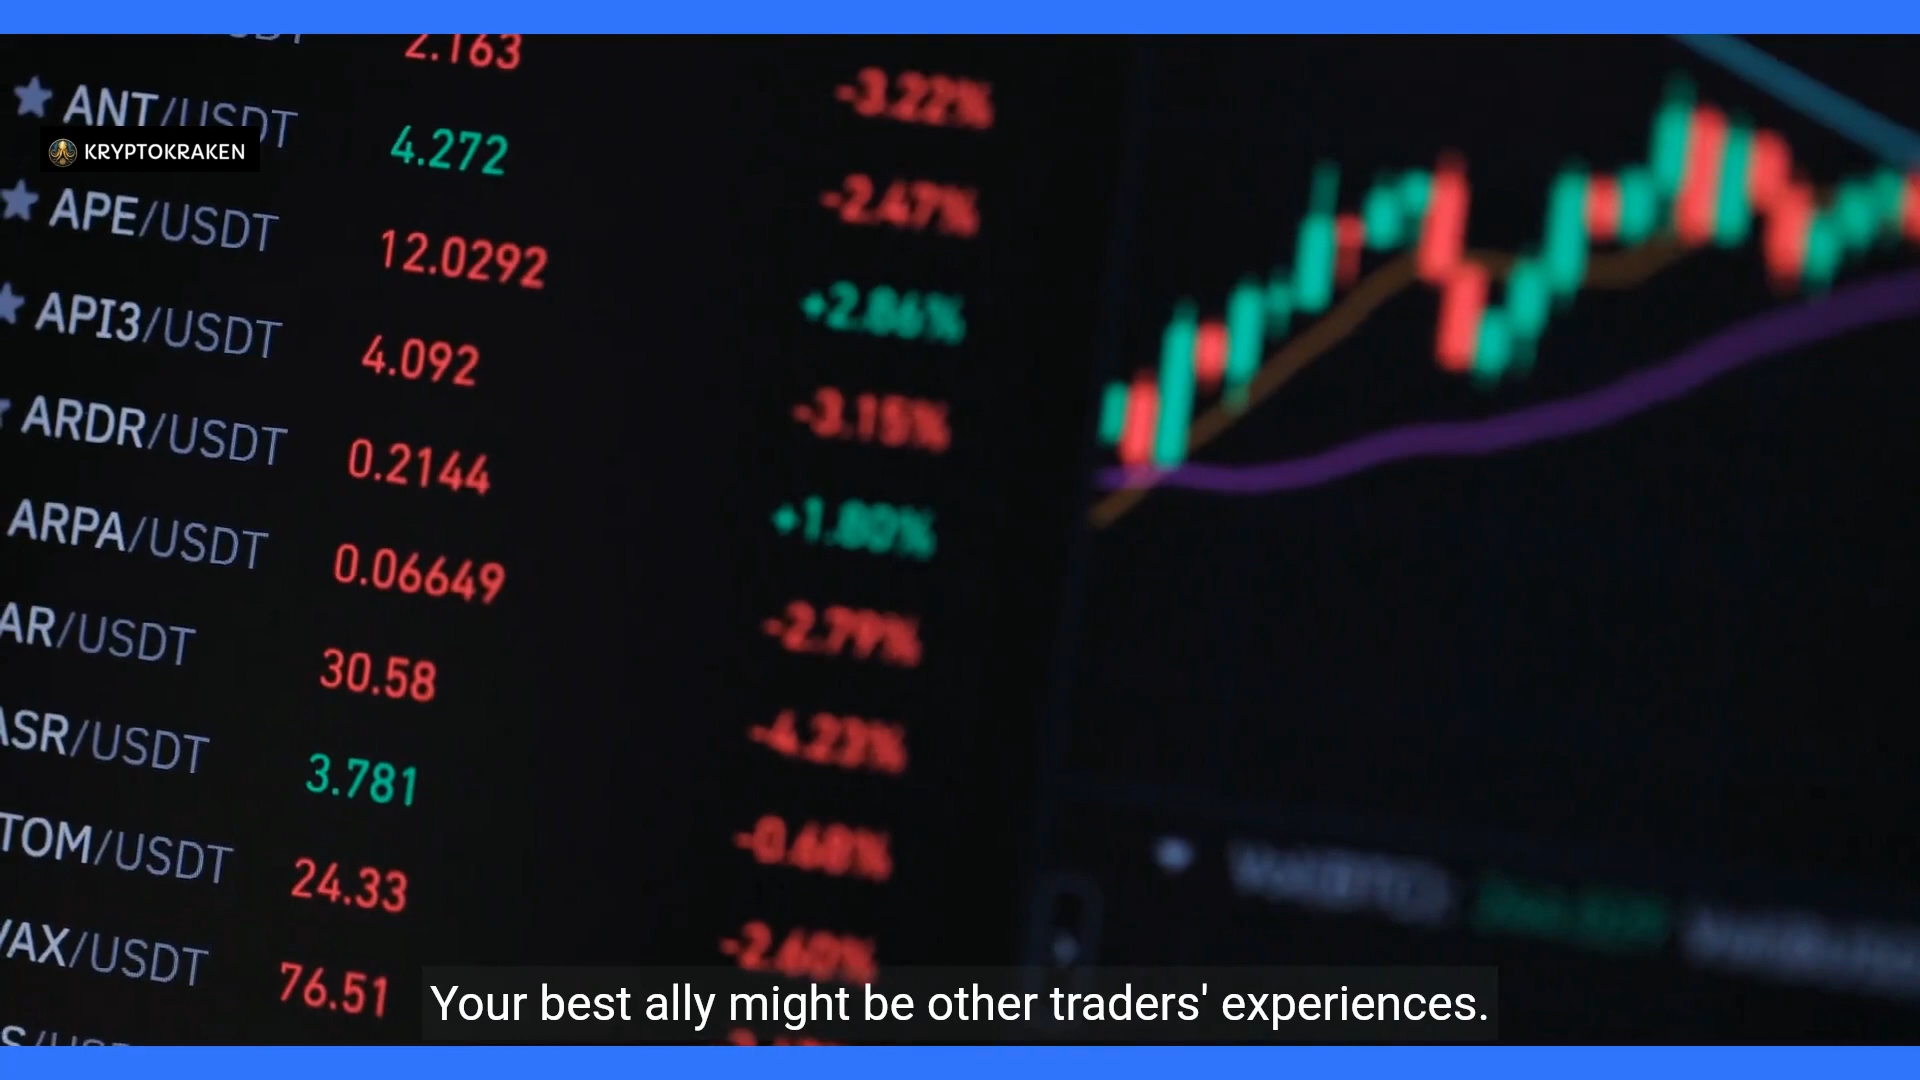 2.163
-3.22%
ANT/USDT 4.272 -2.47%
KRYPTOKRAKEN
APE/USDT 12.0292 +2.86%
API3/USDT 4.092 -3.15%
ARDR/USDT 0.2144 +1.80%
ARPA/USDT 0.06649 -2.79%
AR/USDT 30.58 -4.23%
ASR/USDT 3.781 -0.68%
TOM/USDT 24.33 -2.60%
VAX/USDT 76.51
Your best ally might be other traders' experiences.